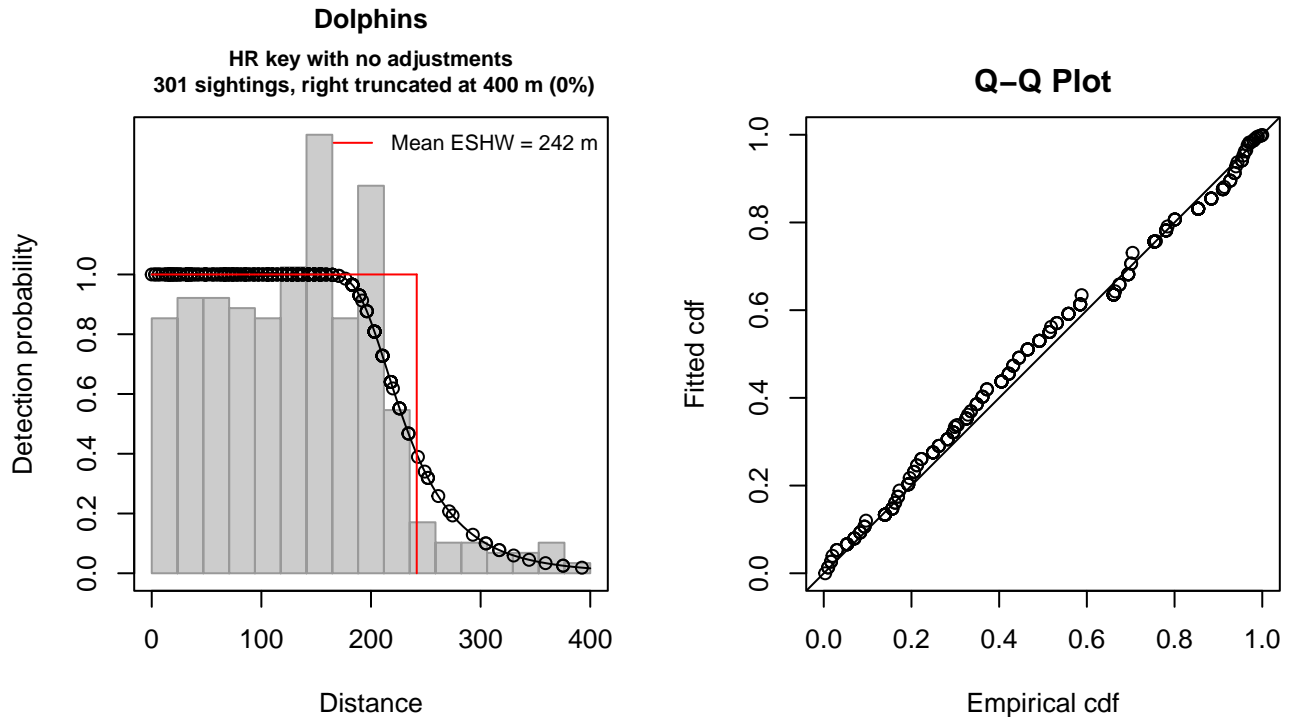 Dolphins
HR key with no adjustments
301 sightings, right truncated at 400 m (0%)
Mean ESHW = 242 m
Detection probability
0.0 0.2 0.4 0.6 0.8 1.0
0 100 200 300 400
Distance
Q−Q Plot
Fitted cdf
0.0 0.2 0.4 0.6 0.8 1.0
0.0 0.2 0.4 0.6 0.8 1.0
Empirical cdf